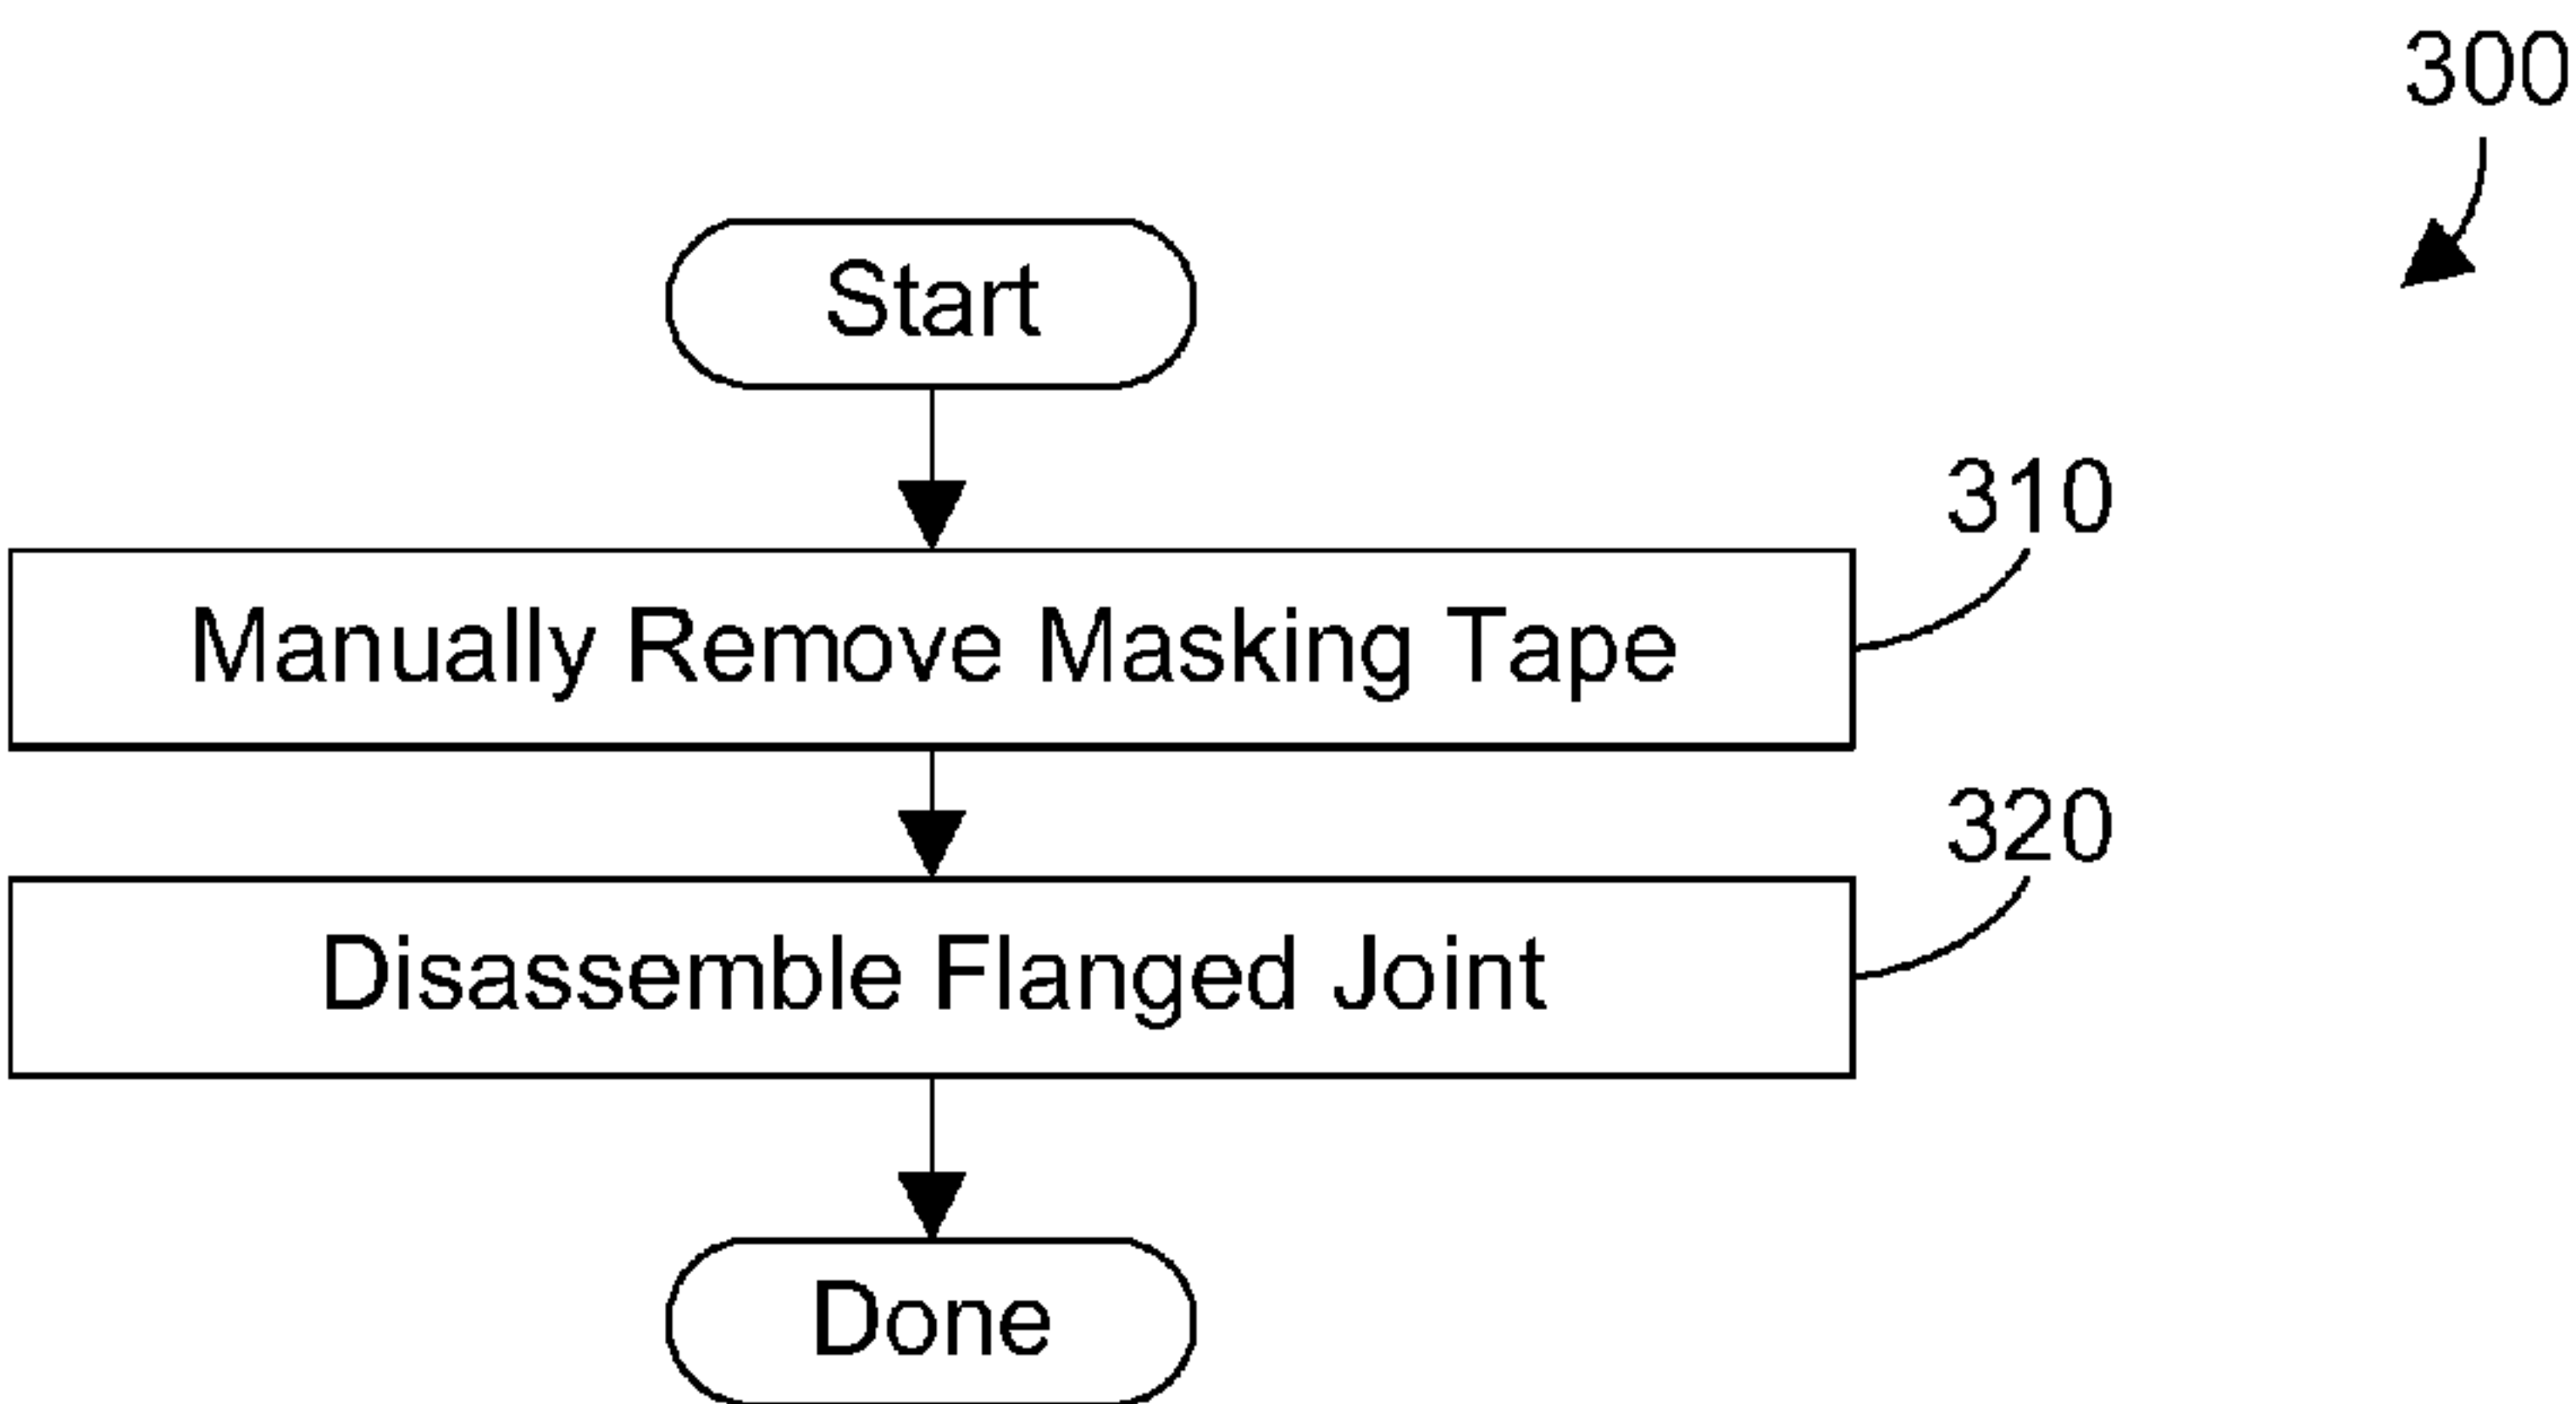 300
Start
310
Manually Remove Masking Tape
320
Disassemble Flanged Joint
Done